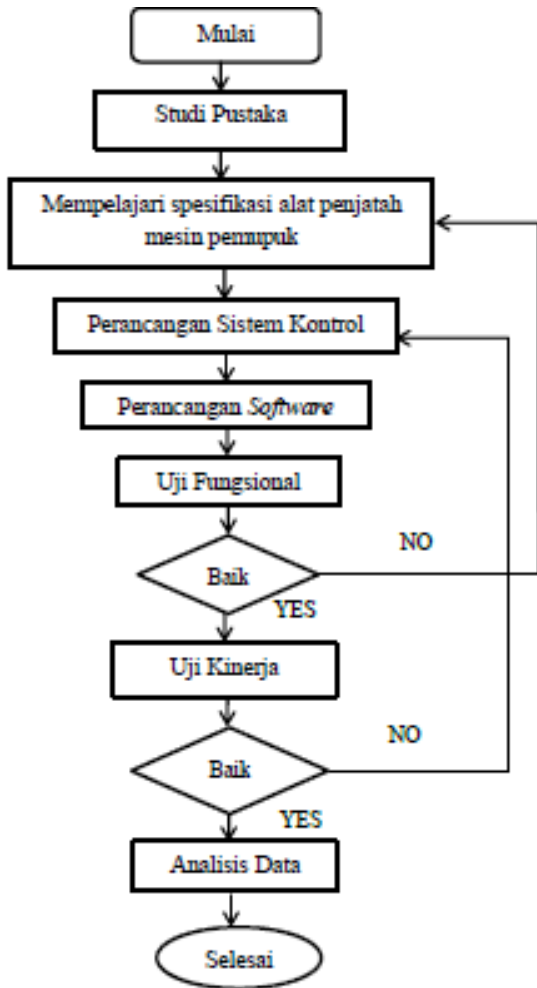 Mulai
Studi Pustaka
Mempelajari spesifikasi alat penjatah
mesin pemupuk
Perancangan Sistem Kontrol
Perancangan Software
Uji Fungsional
NO
Baik
YES
Uji Kinerja
NO
Baik
YES
Analisis Data
Selesai